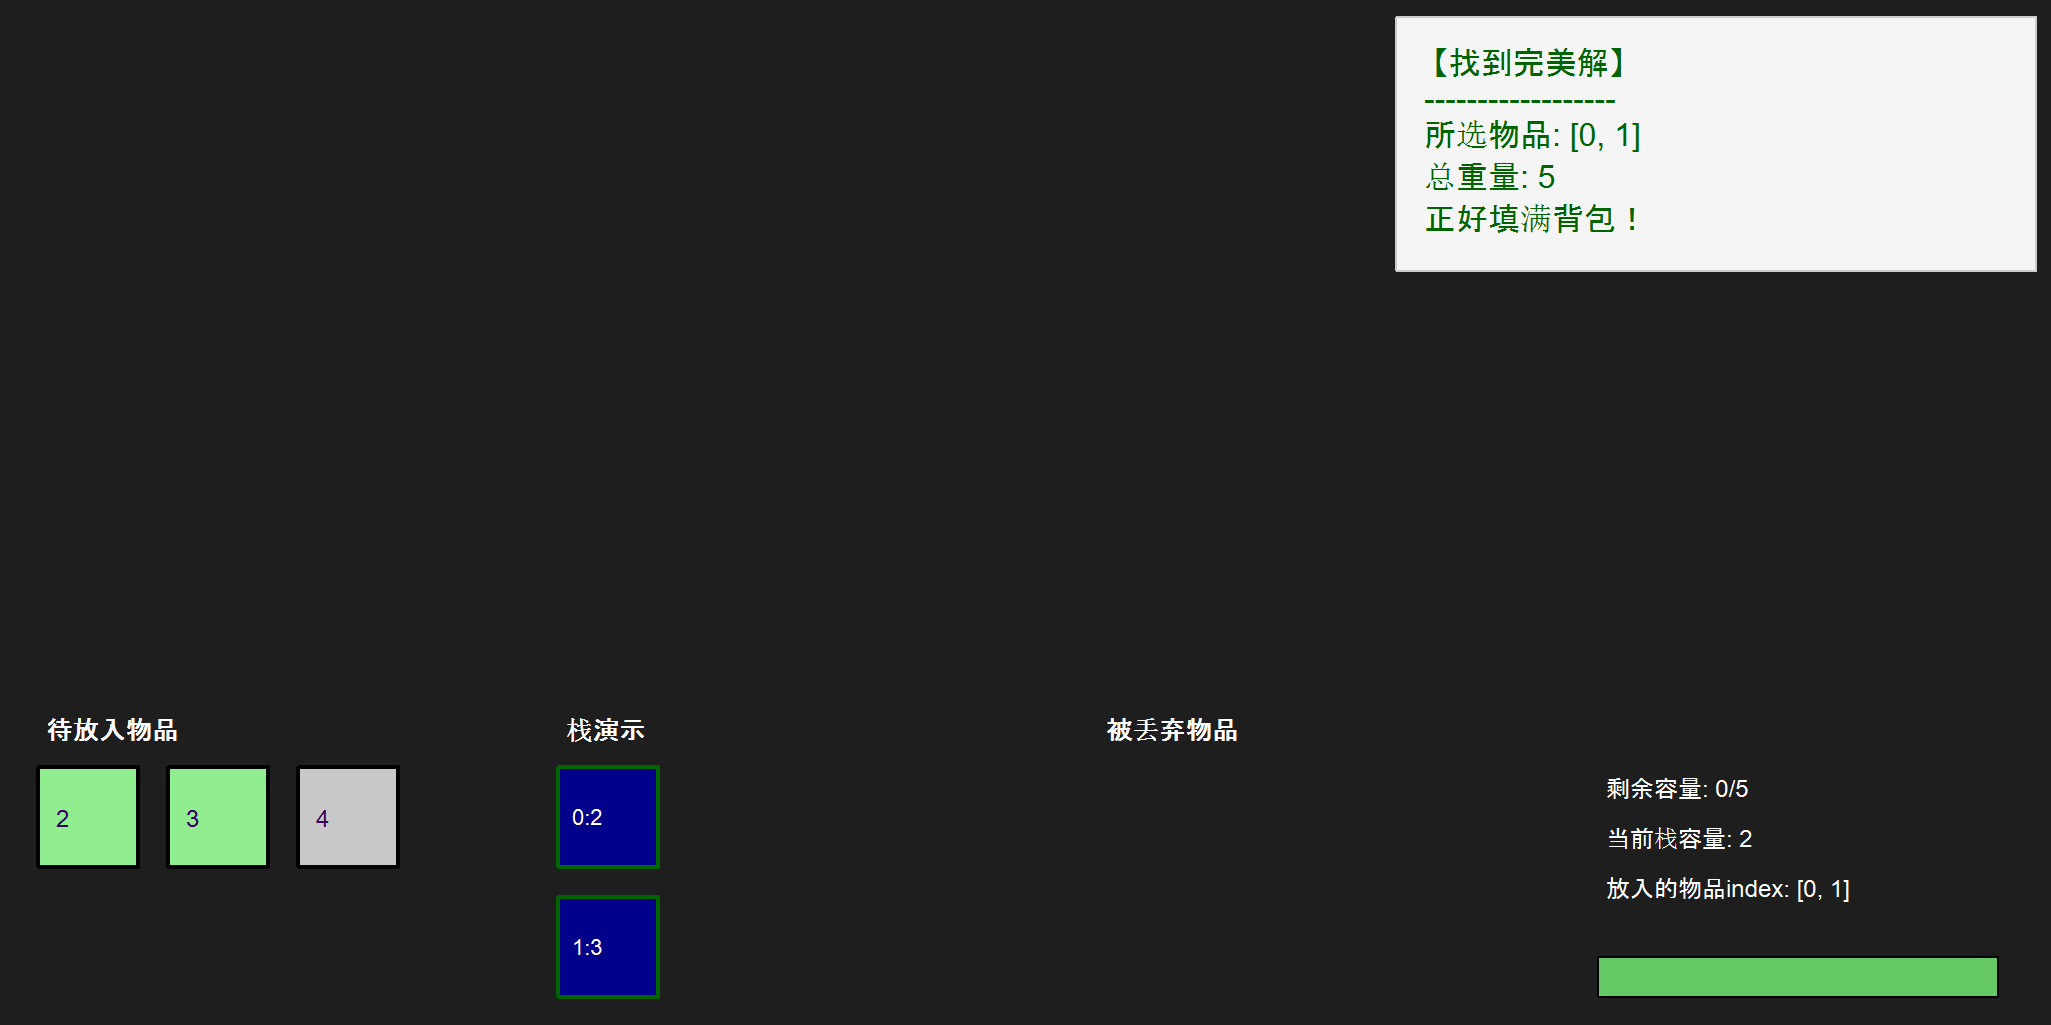 【找到完美解】
------------------
所选物品: [0, 1]
总重量: 5
正好填满背包！
待放入物品
栈演示
被丢弃物品
2
3
4
0:2
1:3
剩余容量: 0/5
当前栈容量: 2
放入的物品index: [0, 1]